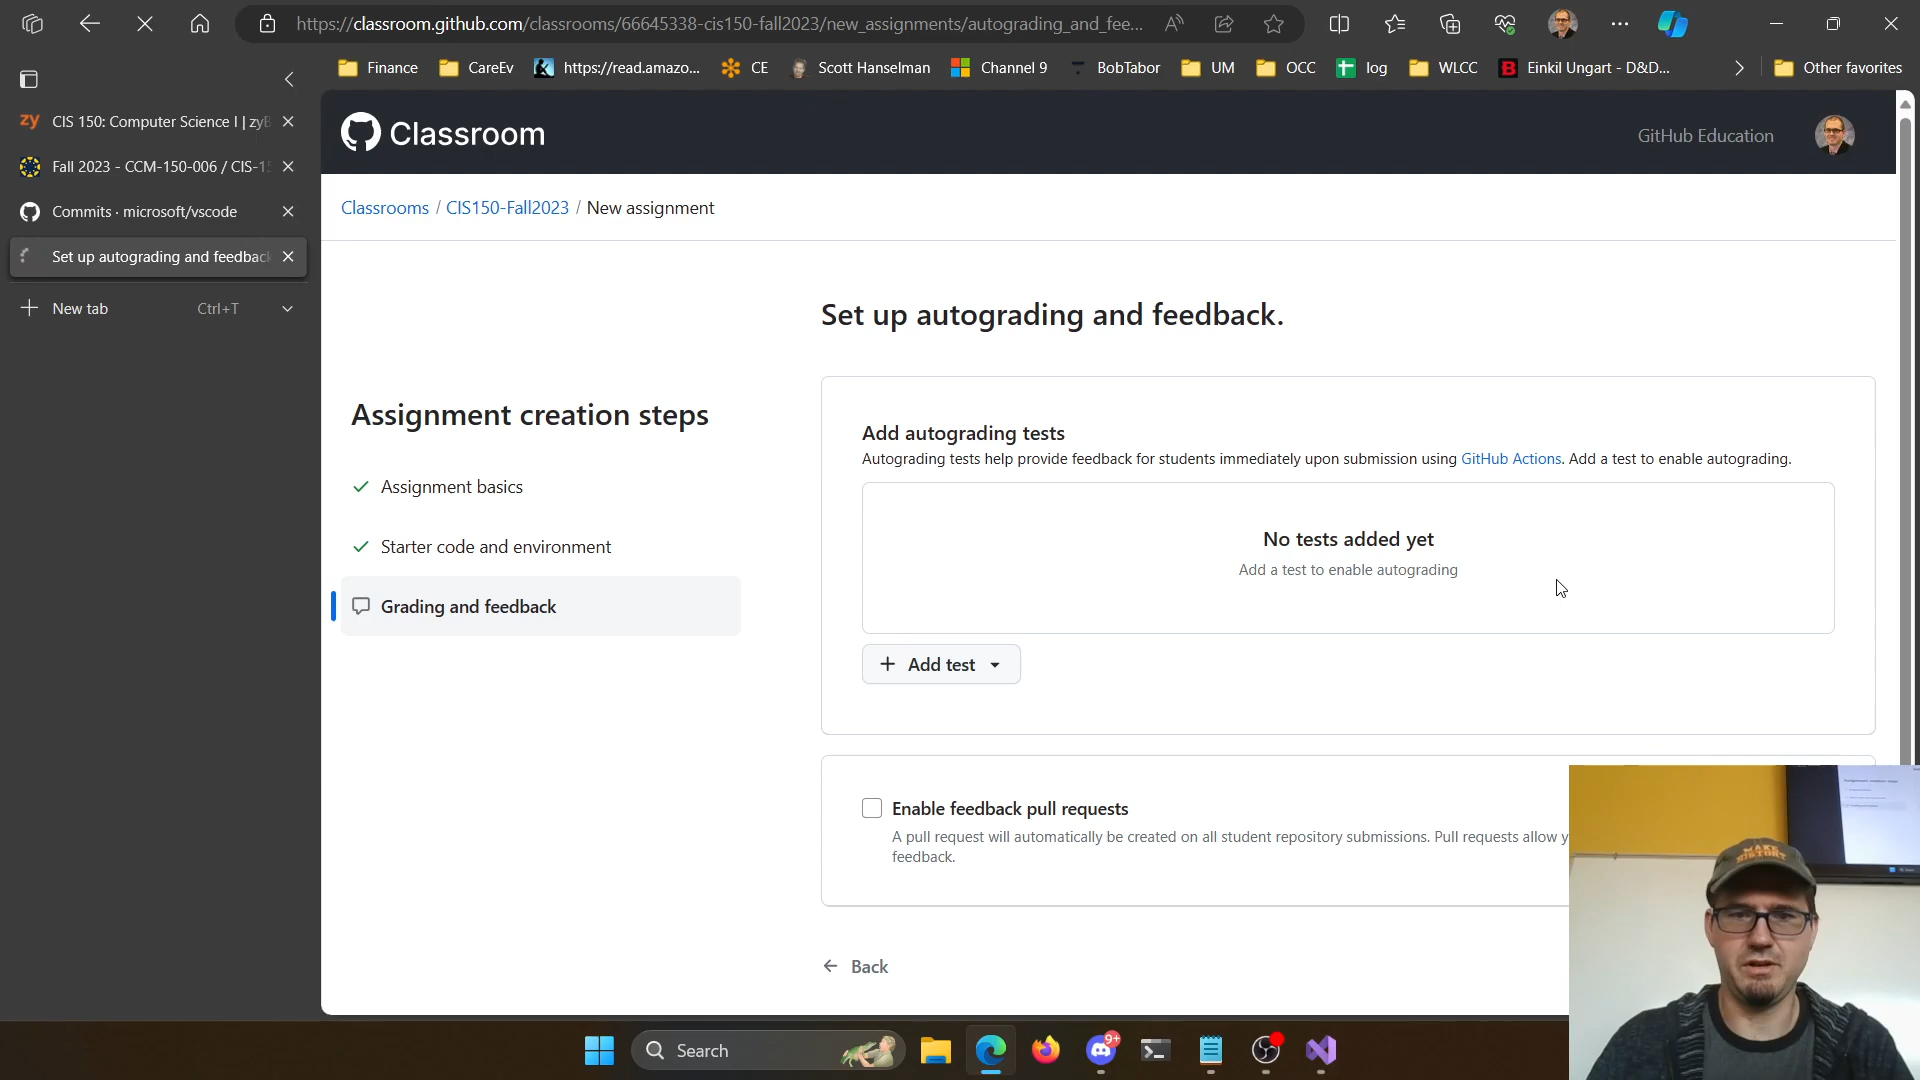 https://classroom.github.com/classrooms/66645338-cis150-fall2023/new_assignments/autograding_and_fee...
Finance
CareEv
https://read.amazo...
CE
Scott Hanselman
Channel 9
BobTabor
UM
OCC
log
WLCC
Einkil Ungart - D&D...
Other favorites
zy CIS 150: Computer Science I | zyB
Fall 2023 - CCM-150-006 / CIS-15
Commits · microsoft/vscode
Set up autograding and feedback
New tab Ctrl+T
Classroom
GitHub Education
Classrooms / CIS150-Fall2023 / New assignment
Set up autograding and feedback.
Assignment creation steps
Assignment basics
Starter code and environment
Grading and feedback
Add autograding tests
Autograding tests help provide feedback for students immediately upon submission using GitHub Actions. Add a test to enable autograding.
No tests added yet
Add a test to enable autograding
+ Add test
Enable feedback pull requests
A pull request will automatically be created on all student repository submissions. Pull requests allow y
feedback.
Back
MAKE
HISTORY
Search
9+